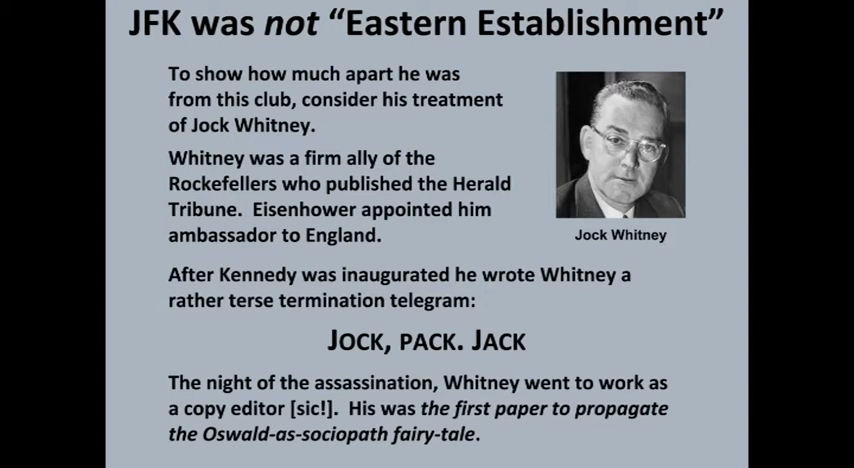 JFK was not “Eastern Establishment”
To show how much apart he was
from this club, consider his treatment
of Jock Whitney.
Whitney was a firm ally of the
Rockefellers who published the Herald
Tribune.  Eisenhower appointed him
ambassador to England.
Jock Whitney
After Kennedy was inaugurated he wrote Whitney a
rather terse termination telegram:
JOCK, PACK. JACK
The night of the assassination, Whitney went to work as
a copy editor [sic!].  His was the first paper to propagate
the Oswald-as-sociopath fairy-tale.